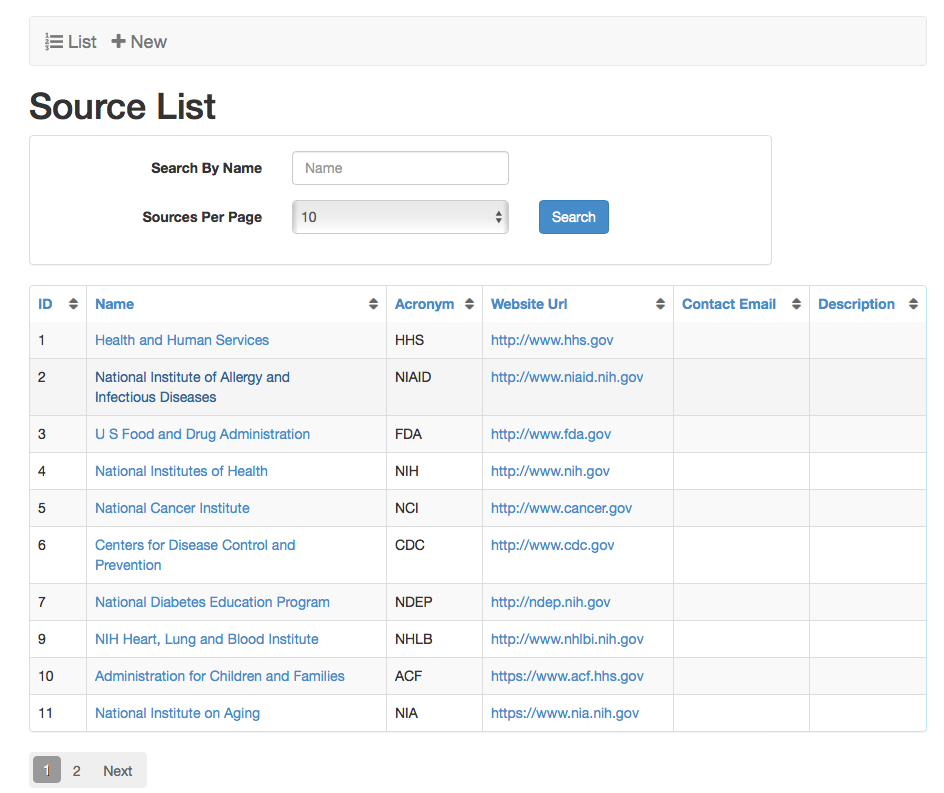 List New
Source List
Search By Name Name
Sources Per Page 10 Search
ID Name Acronym Website Url Contact Email Description
1 Health and Human Services HHS http://www.hhs.gov
2 National Institute of Allergy and NIAID http://www.niaid.nih.gov
Infectious Diseases
3 U S Food and Drug Administration FDA http://www.fda.gov
4 National Institutes of Health NIH http://www.nih.gov
5 National Cancer Institute NCI http://www.cancer.gov
6 Centers for Disease Control and CDC http://www.cdc.gov
Prevention
7 National Diabetes Education Program NDEP http://ndep.nih.gov
9 NIH Heart, Lung and Blood Institute NHLB http://www.nhlbi.nih.gov
10 Administration for Children and Families ACF https://www.acf.hhs.gov
11 National Institute on Aging NIA https://www.nia.nih.gov
1 2 Next